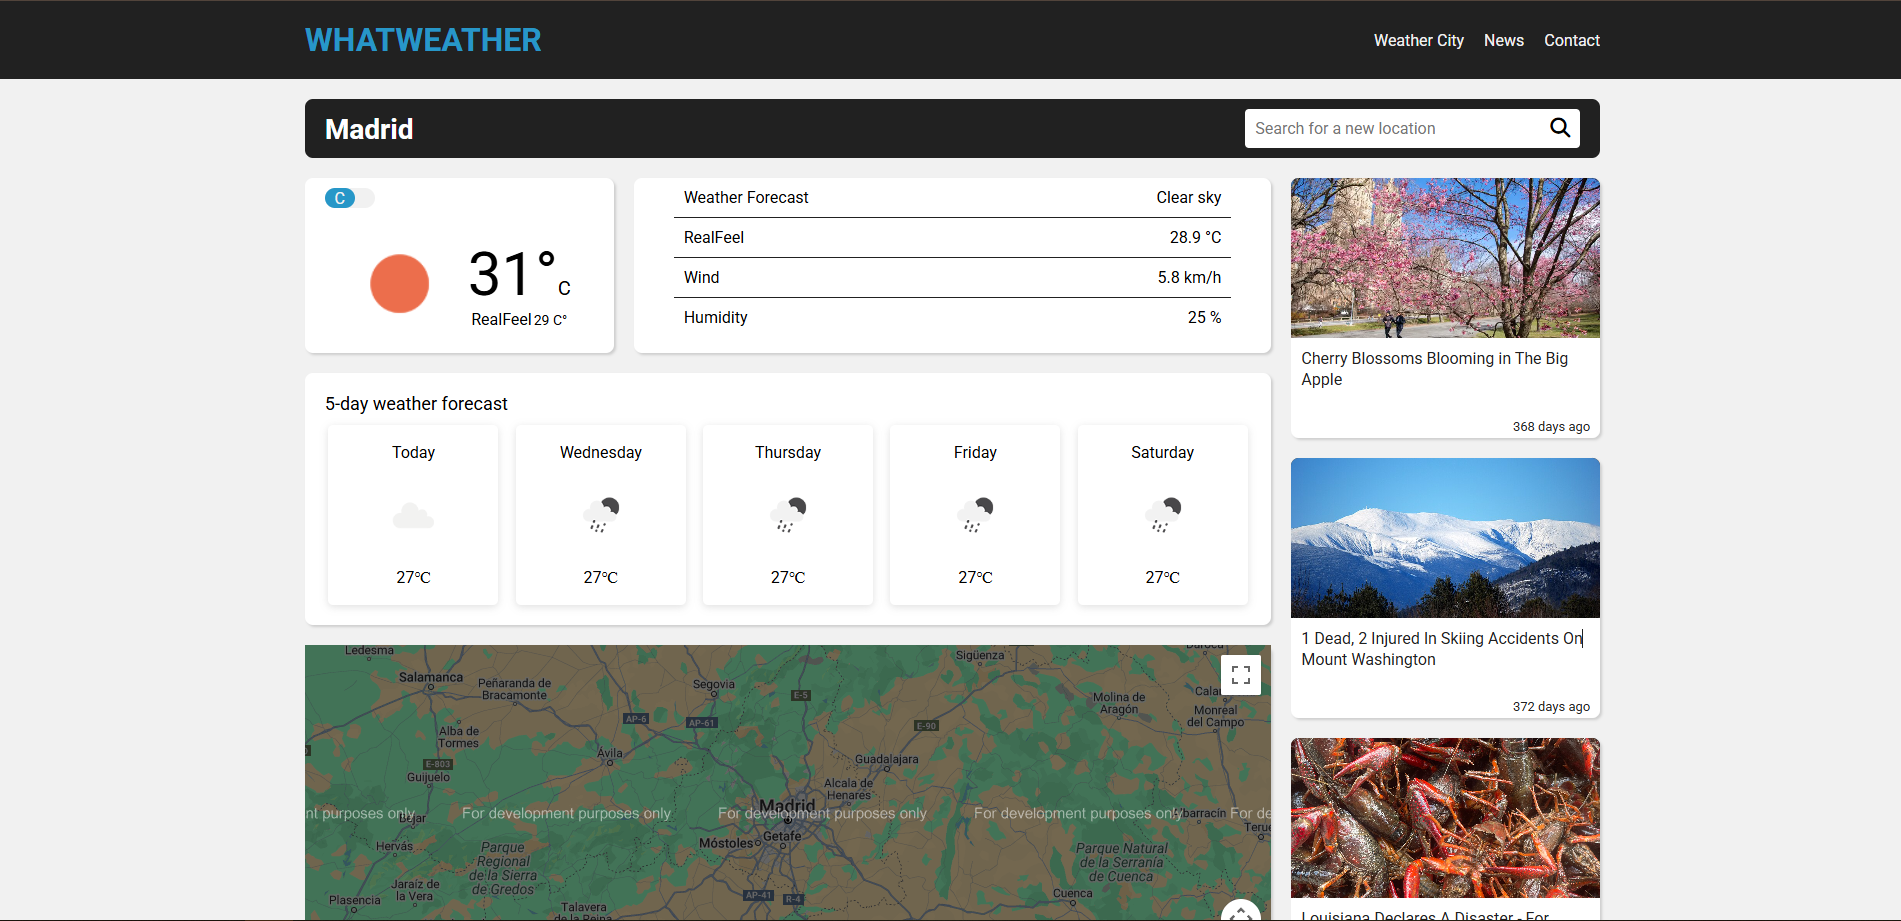 WHATWEATHER
Weather City
News
Contact
Madrid
Search for a new location
C
31°
C
RealFeel 29 C°
Weather Forecast
Clear sky
RealFeel
28.9 °C
Wind
5.8 km/h
Humidity
25 %
5-day weather forecast
Today
27°C
Wednesday
27°C
Thursday
27°C
Friday
27°C
Saturday
27°C
Ledesma
Salamanca
Peñaranda de
Bracamonte
Segovia
Sigüenza
E-5
Molina de
Aragón
Monreal
del Campo
AP-6
AP-61
E-90
Alba de
Tormes
Ávila
Guadalajara
E-803
Guijuelo
Alcala de
Henares
Madrid
nt purposes only
For development purposes only
For development purposes only
For development purposes only
For de
Getafe
Móstoles
Hervás
Parque
Regional
de la Sierra
de Gredos
Parque Natural
de la Serranía
de Cuenca
Plasencia
Jaraíz de
la Vera
AP-41
R-4
Cuenca
Talavera
de la Reina
Cherry Blossoms Blooming in The Big
Apple
368 days ago
1 Dead, 2 Injured In Skiing Accidents On
Mount Washington
372 days ago
Louisiana Declares A Disaster - For